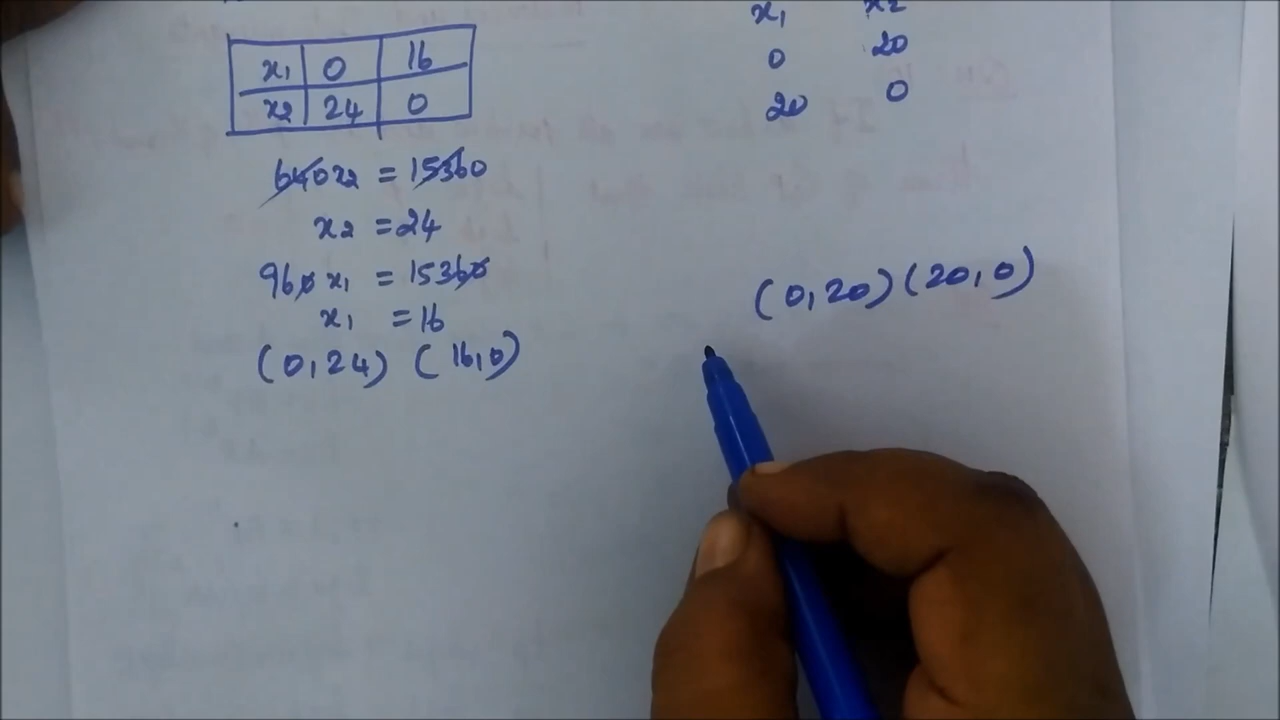 x1 0 16
x2 24 0
640x2 = 15360
x2 = 24
960x1 = 15360
x1 = 16
(0,24) (16,0)
x1 x2
0 20
20 0
(0,20) (20,0)